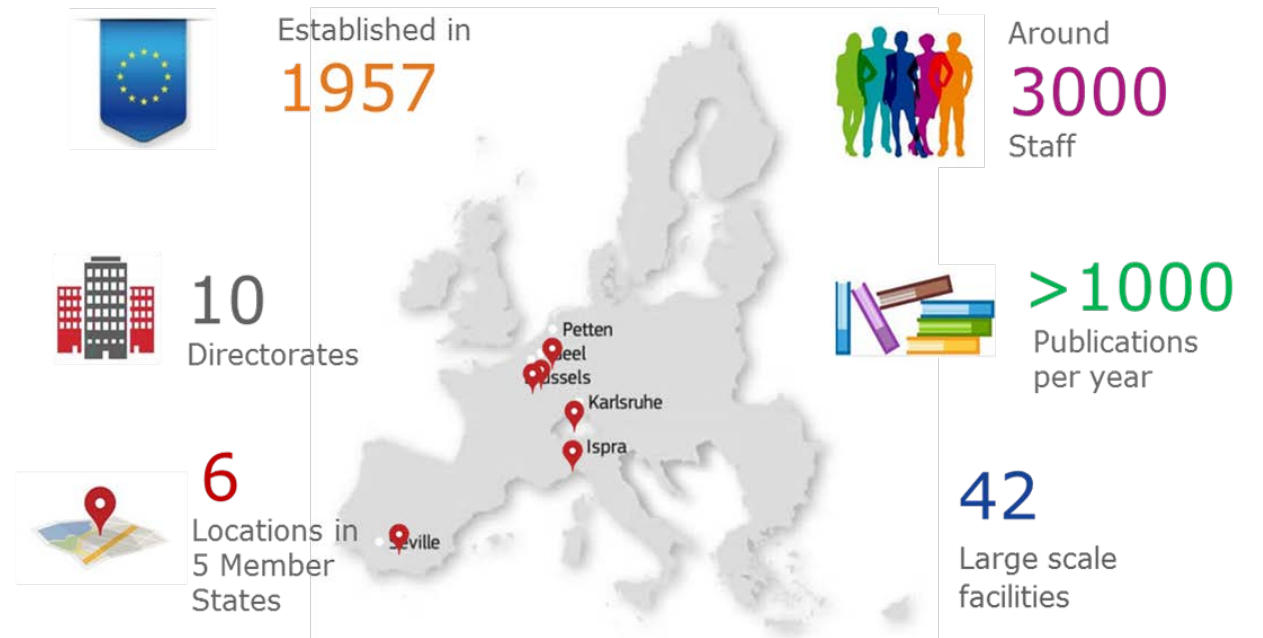 Established in
1957
Around
3000
Staff
10
Directorates
>1000
Publications
per year
Petten
Karlsruhe
Ispra
6
Locations in
5 Member
States
42
Large scale
facilities